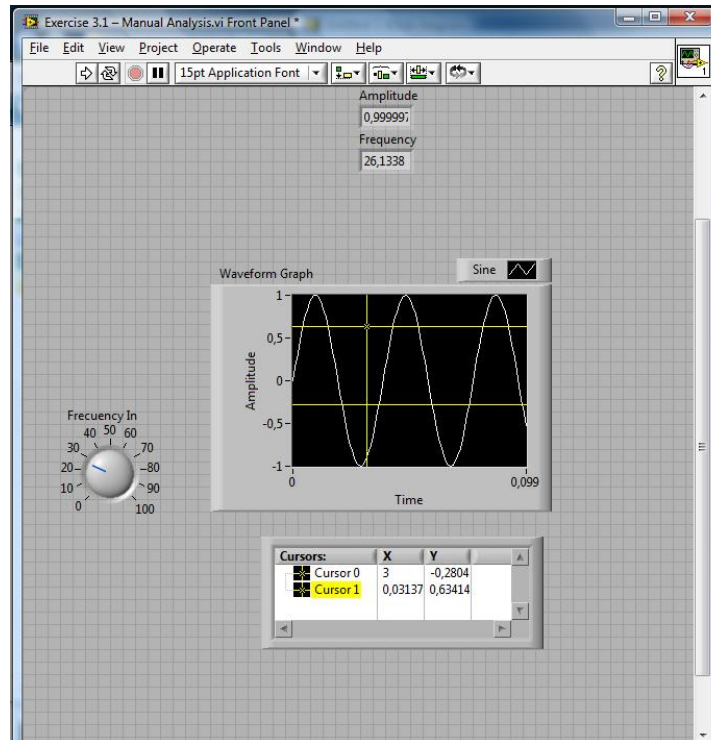 Exercise 3.1 – Manual Analysis.vi Front Panel *
File Edit View Project Operate Tools Window Help
15pt Application Font
?
1
Amplitude
0,999997
Frequency
26,1338
Sine
Waveform Graph
1
0,5
0
-0,5
-1
Amplitude
0
0,099
Time
Frecuency In
0
10
20
30
40
50
60
70
80
90
100
Cursors: X Y
Cursor 0 3 -0,2804
Cursor 1 0,03137 0,63414